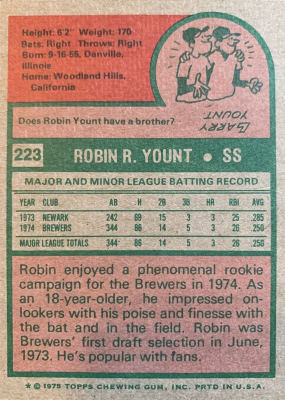 Height: 6'2" Weight: 170
Bats: Right Throws: Right
Born: 9-16-55, Danville,
Illinois
Home: Woodland Hills,
California
LARRY
YOUNT
Does Robin Yount have a brother?
223 ROBIN R. YOUNT • SS
MAJOR AND MINOR LEAGUE BATTING RECORD
YEAR CLUB AB H 2B 3B HR RBI AVG
1973 NEWARK 242 69 15 3 3 25 .285
1974 BREWERS 344 86 14 5 3 26 .250
MAJOR LEAGUE TOTALS 344 86 14 5 3 26 .250
Robin enjoyed a phenomenal rookie
campaign for the Brewers in 1974. As
an 18-year-older, he impressed on-
lookers with his poise and finesse with
the bat and in the field. Robin was
Brewers' first draft selection in June,
1973. He's popular with fans.
* © 1975 TOPPS CHEWING GUM, INC. PRTD IN U.S.A.